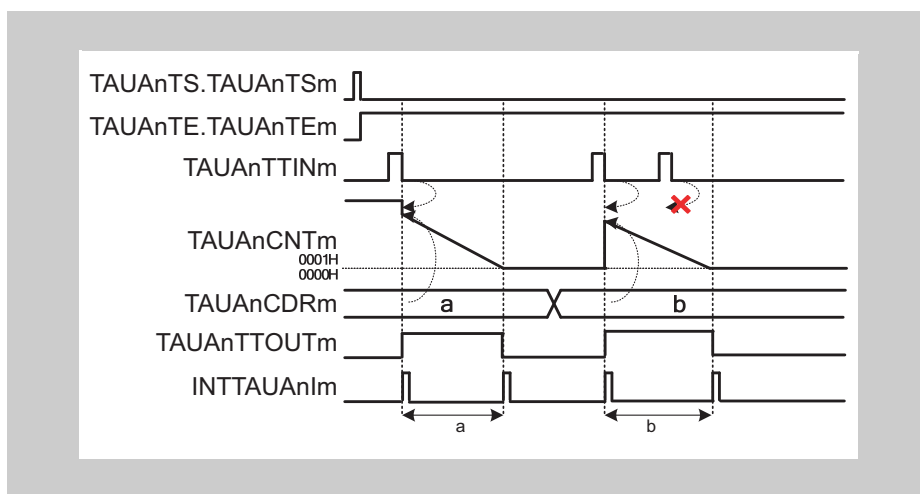 TAUAnTS.TAUAnTSm
TAUAnTE.TAUAnTEm
TAUAnTTINm
TAUAnCNTm
0001H
0000H
TAUAnCDRm a b
TAUAnTTOUTm
INTTAUAnIm
a b